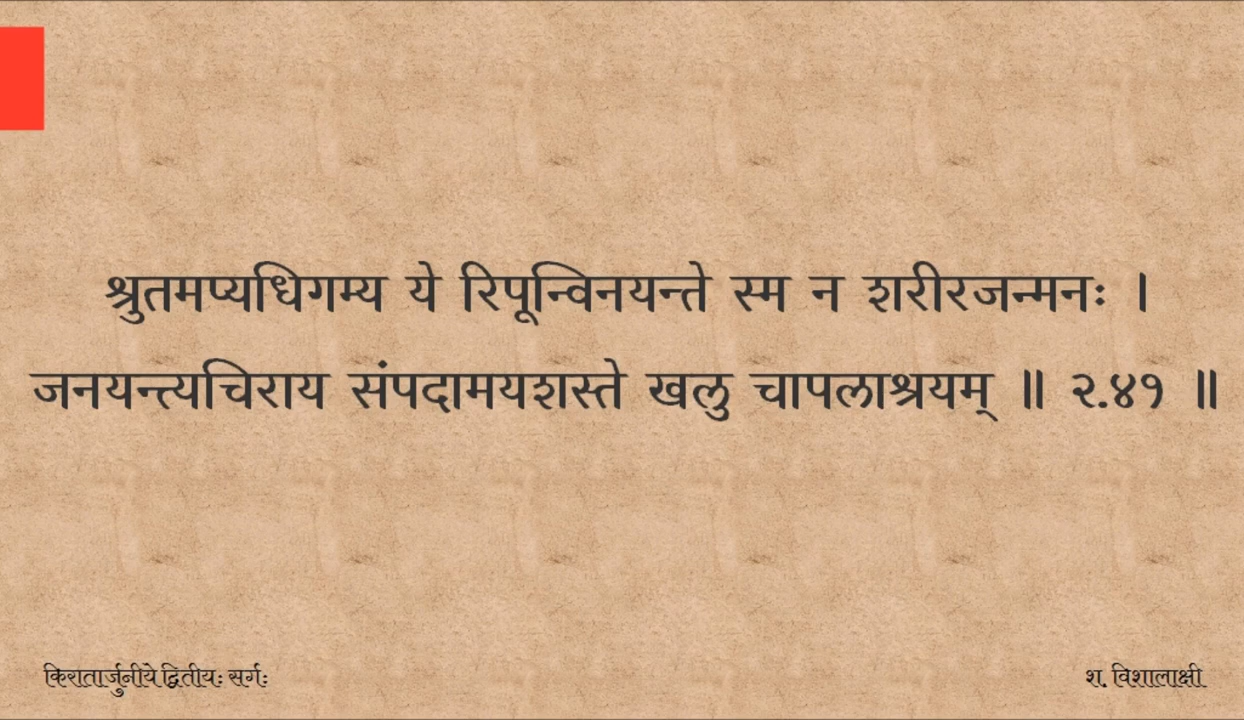 श्रुतमप्यधिगम्य ये रिपून्विनयन्ते स्म न शरीरजन्मनः ।
जनयन्त्यचिराय संपदामयशस्ते खलु चापलाश्रयम् ॥ २.४१ ॥
किरातार्जुनीये द्वितीयः सर्गः
श. विशालाक्षी